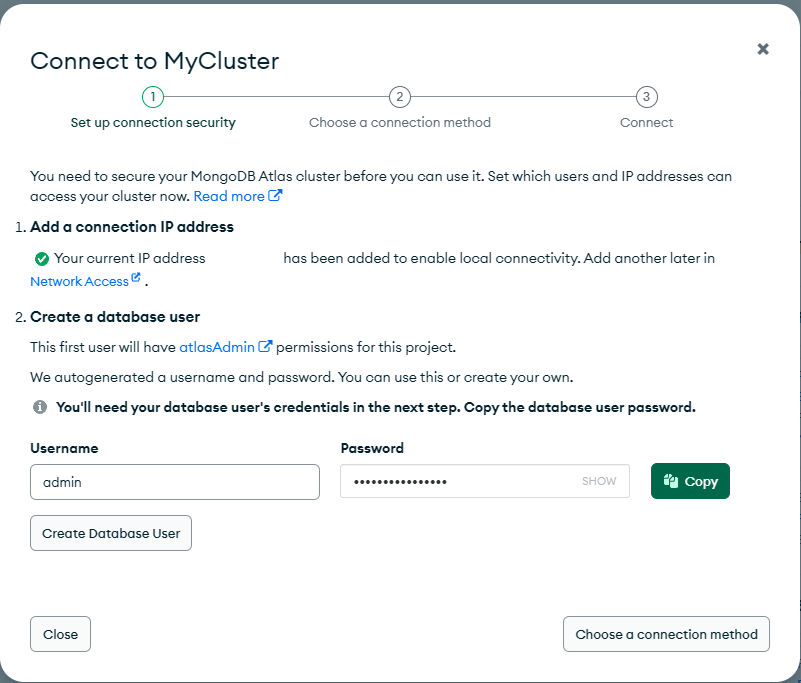 Connect to MyCluster
1
2
3
Set up connection security
Choose a connection method
Connect
You need to secure your MongoDB Atlas cluster before you can use it. Set which users and IP addresses can
access your cluster now. Read more
1. Add a connection IP address
Your current IP address has been added to enable local connectivity. Add another later in
Network Access .
2. Create a database user
This first user will have atlasAdmin permissions for this project.
We autogenerated a username and password. You can use this or create your own.
You'll need your database user's credentials in the next step. Copy the database user password.
Username
Password
admin
••••••••••••••••
SHOW
Copy
Create Database User
Close
Choose a connection method